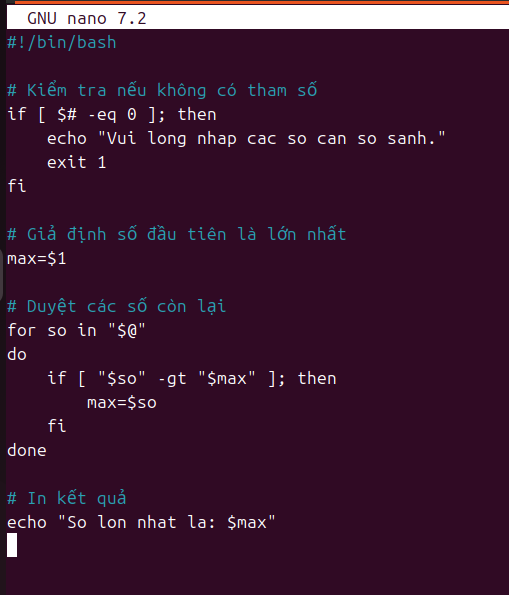 GNU nano 7.2
#!/bin/bash
# Kiểm tra nếu không có tham số
if [ $# -eq 0 ]; then
    echo "Vui long nhap cac so can so sanh."
    exit 1
fi
# Giả định số đầu tiên là lớn nhất
max=$1
# Duyệt các số còn lại
for so in "$@"
do
    if [ "$so" -gt "$max" ]; then
        max=$so
    fi
done
# In kết quả
echo "So lon nhat la: $max"